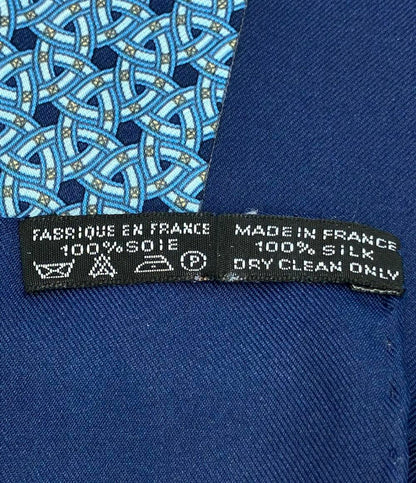 FABRIQUE EN FRANCE
100% SOIE
P
MADE IN FRANCE
100% SILK
DRY CLEAN ONLY